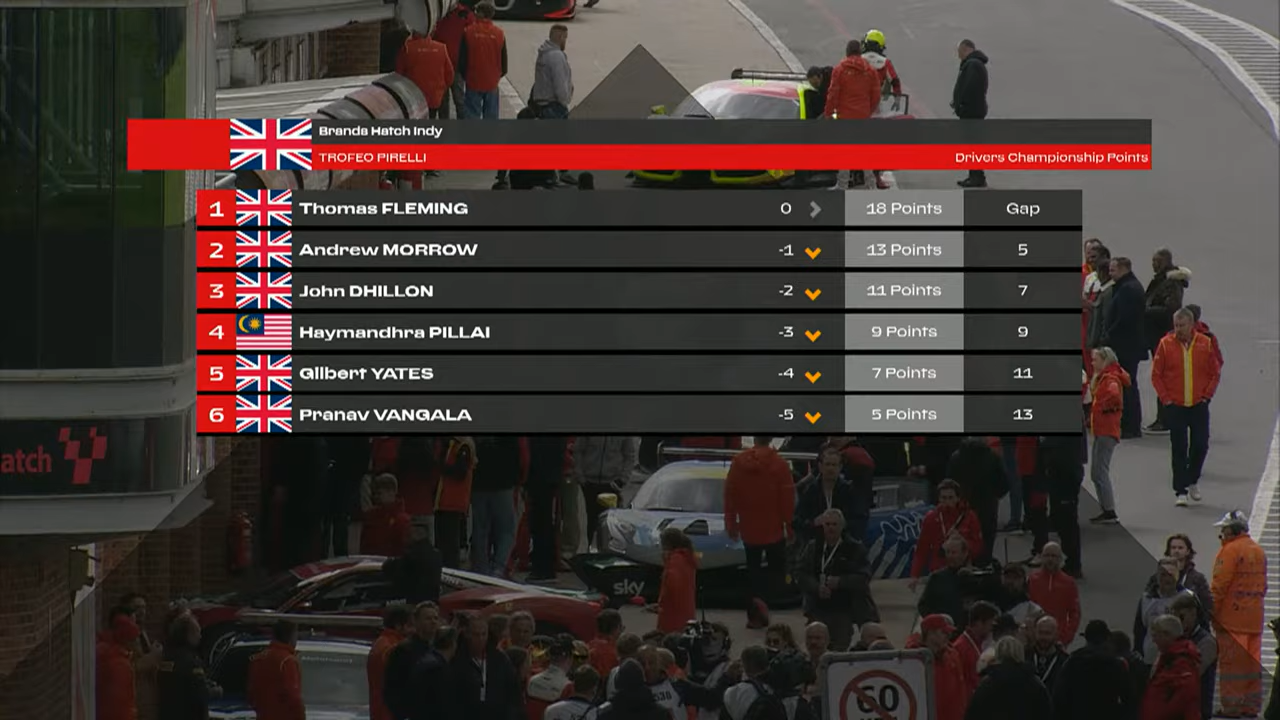 Brands Hatch Indy
TROFEO PIRELLI
Drivers Championship Points
1 Thomas FLEMING 0 18 Points Gap
2 Andrew MORROW -1 13 Points 5
3 John DHILLON -2 11 Points 7
4 Haymandhra PILLAI -3 9 Points 9
5 Gilbert YATES -4 7 Points 11
6 Pranav VANGALA -5 5 Points 13
atch
sky
60